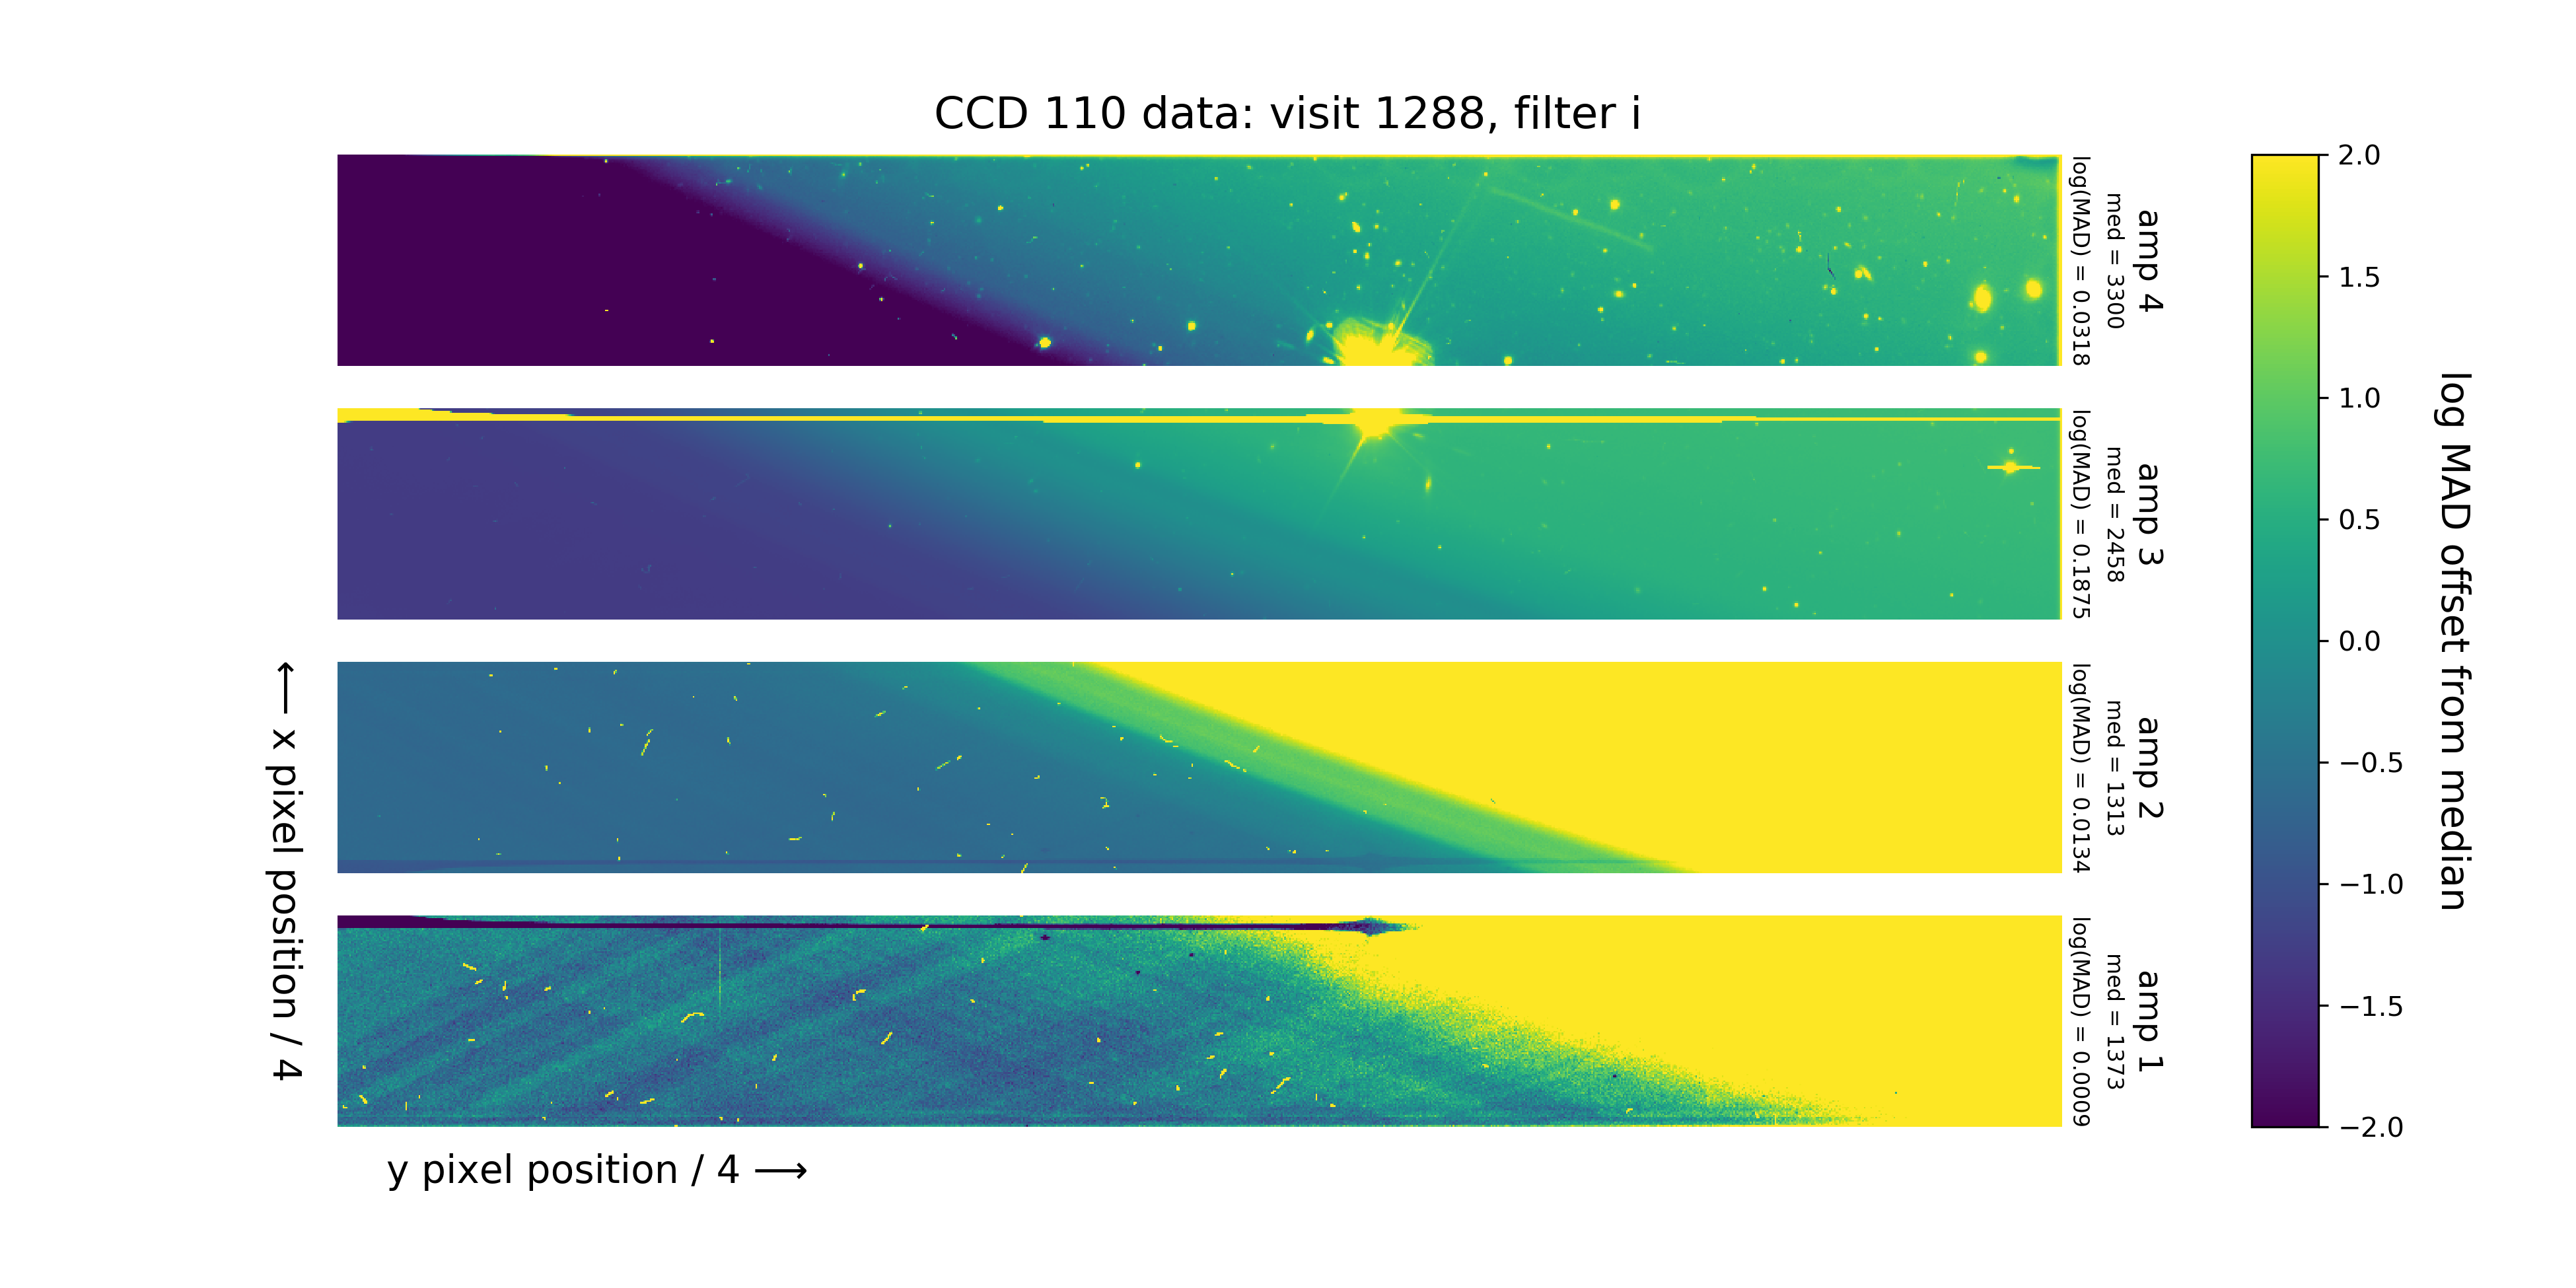 CCD 110 data: visit 1288, filter i
amp 4
med = 3300
log(MAD) = 0.0318
amp 3
med = 2458
log(MAD) = 0.1875
amp 2
med = 1313
log(MAD) = 0.0134
amp 1
med = 1373
log(MAD) = 0.0009
⟵ x pixel position / 4
y pixel position / 4 ⟶
2.0
1.5
1.0
0.5
0.0
−0.5
−1.0
−1.5
−2.0
log MAD offset from median